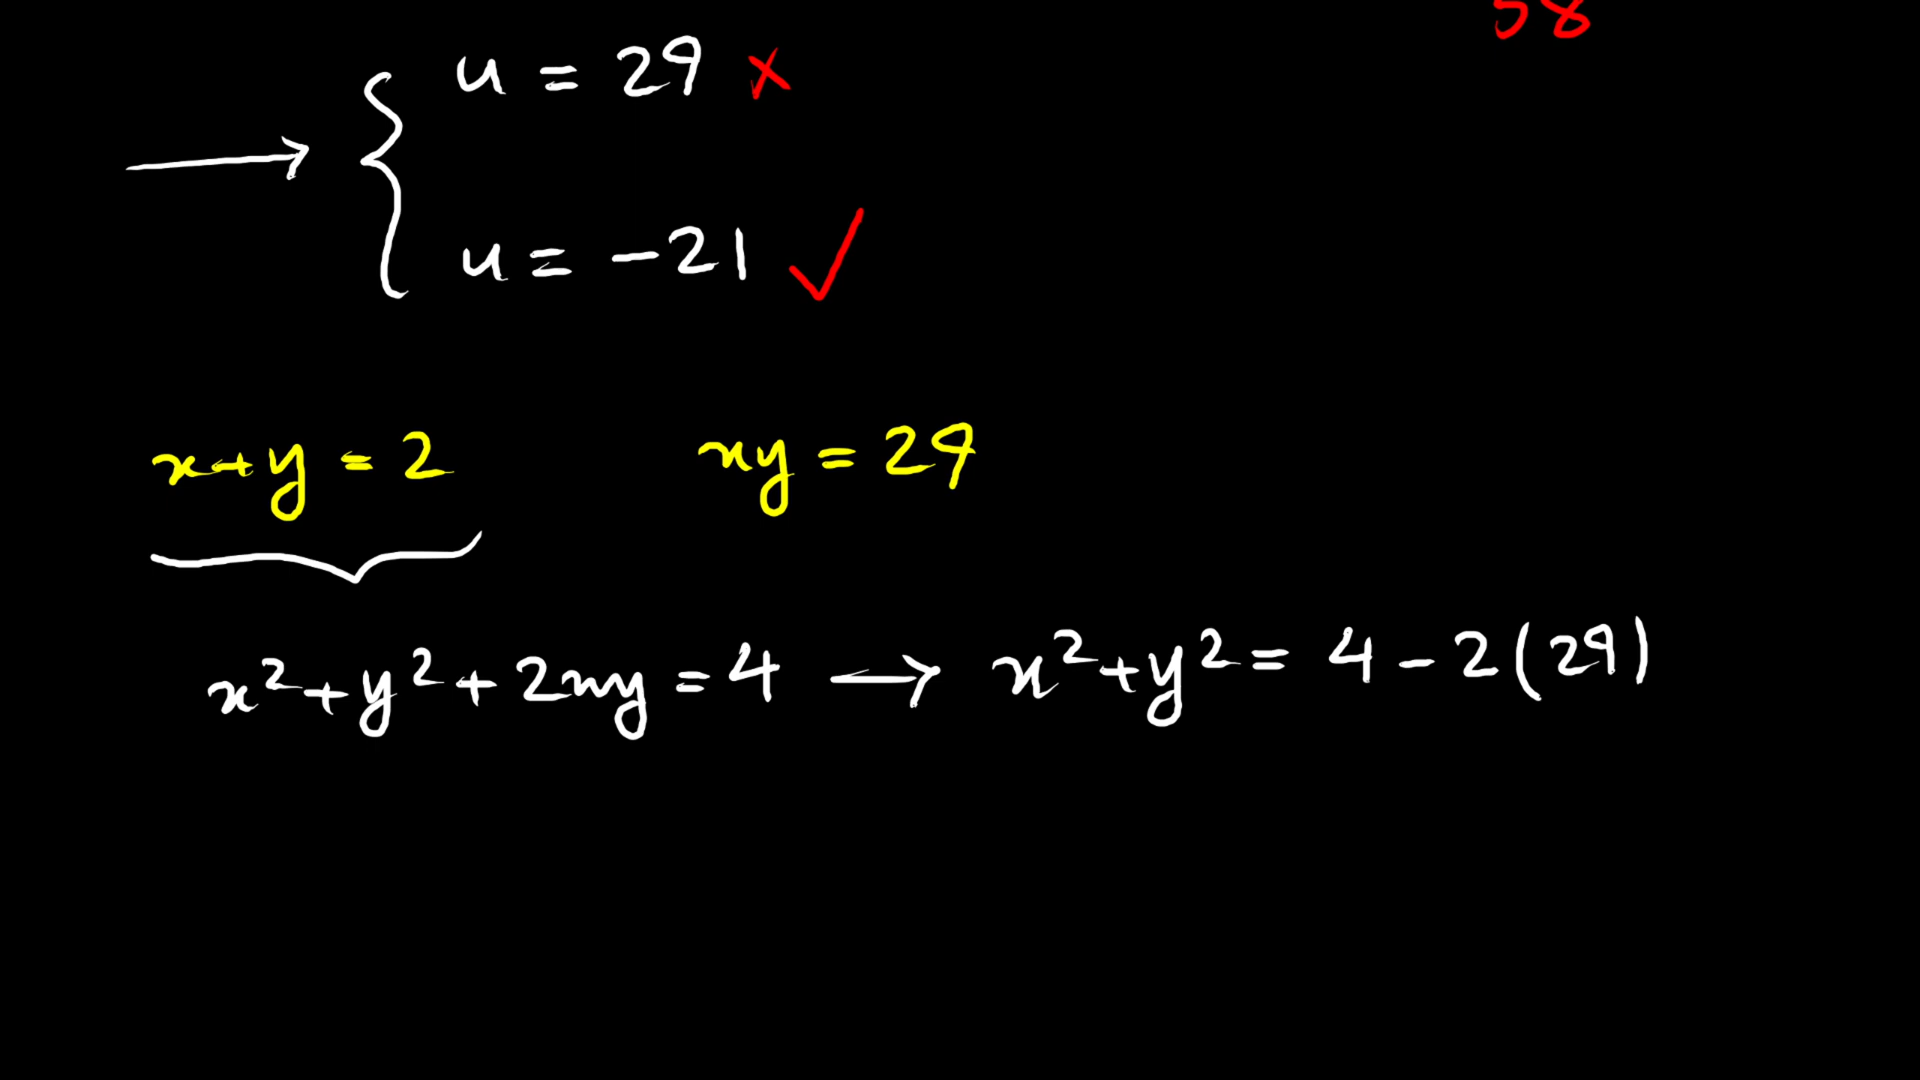 58
u = 29 ×
u = -21 ✓
x+y = 2    xy = 29
x²+y²+2xy = 4 → x²+y² = 4 - 2(29)